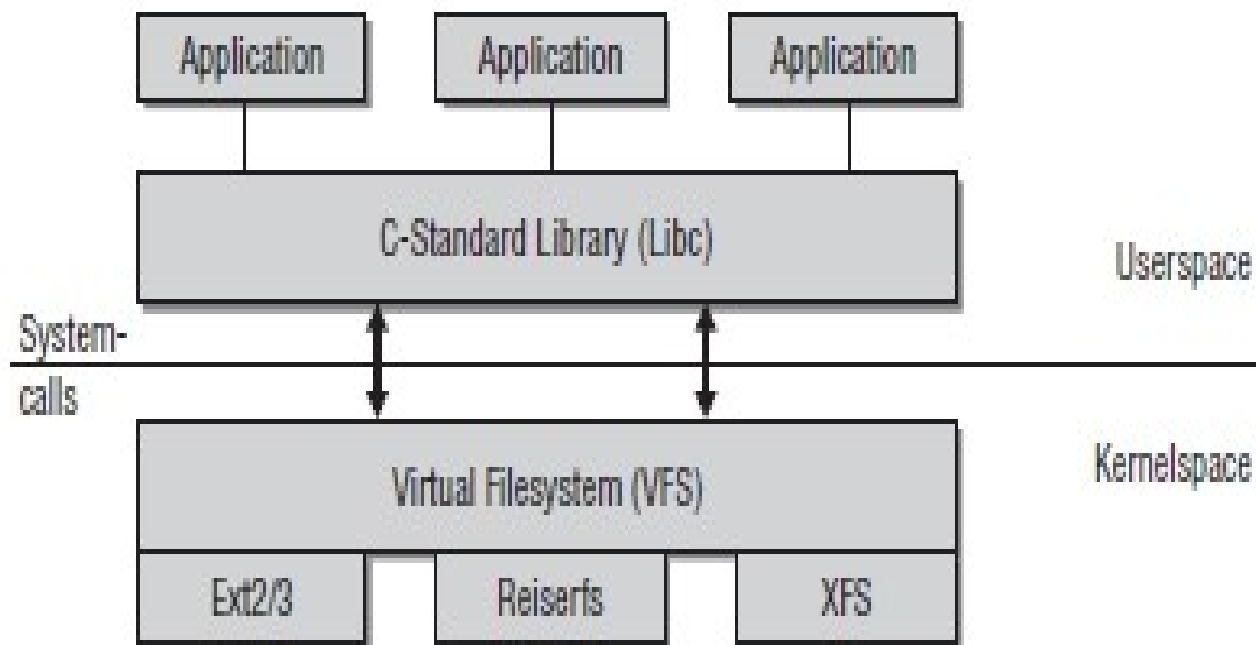 Application
Application
Application
C-Standard Library (Libc)
Userspace
System-
calls
Kernelspace
Virtual Filesystem (VFS)
Ext2/3
Reiserfs
XFS